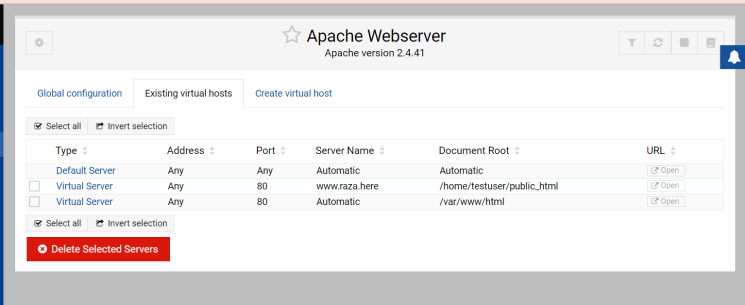 Apache Webserver
Apache version 2.4.41
Global configuration Existing virtual hosts Create virtual host
Select all Invert selection
Type Address Port Server Name Document Root URL
Default Server Any Any Automatic Automatic Open
Virtual Server Any 80 www.raza.here /home/testuser/public_html Open
Virtual Server Any 80 Automatic /var/www/html Open
Select all Invert selection
Delete Selected Servers